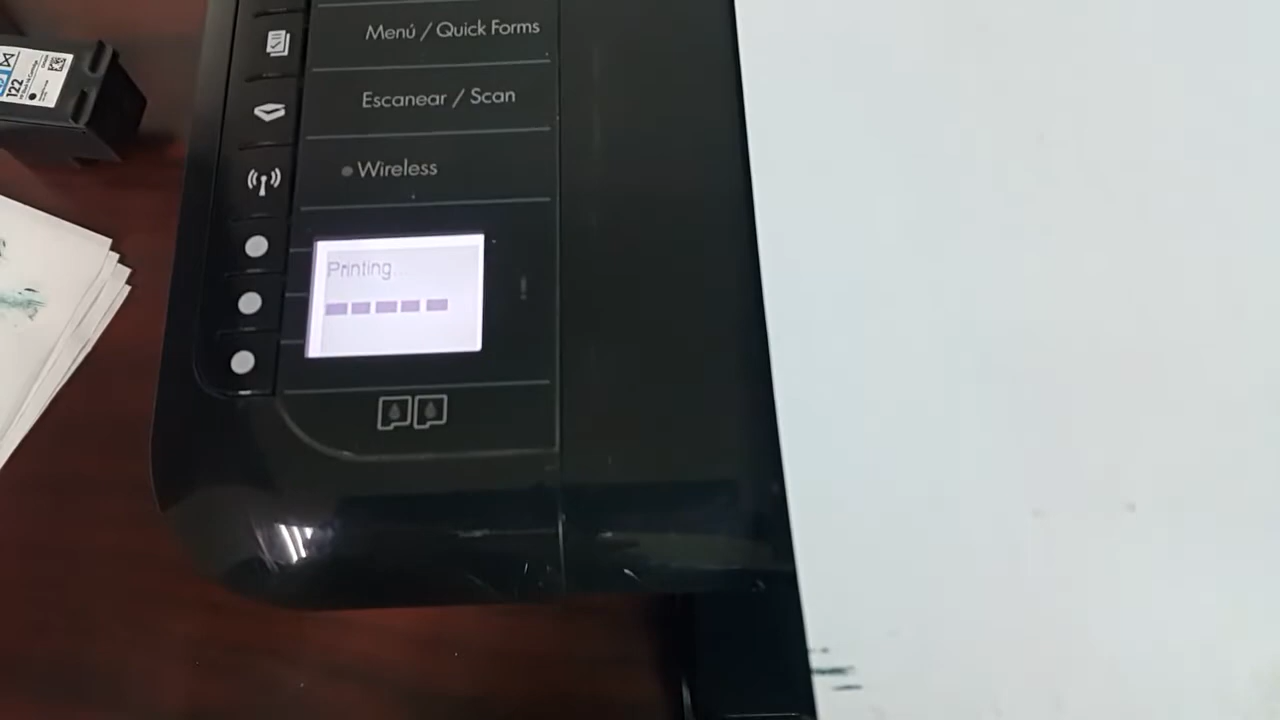 Menú / Quick Forms
Escanear / Scan
Wireless
Printing...
122